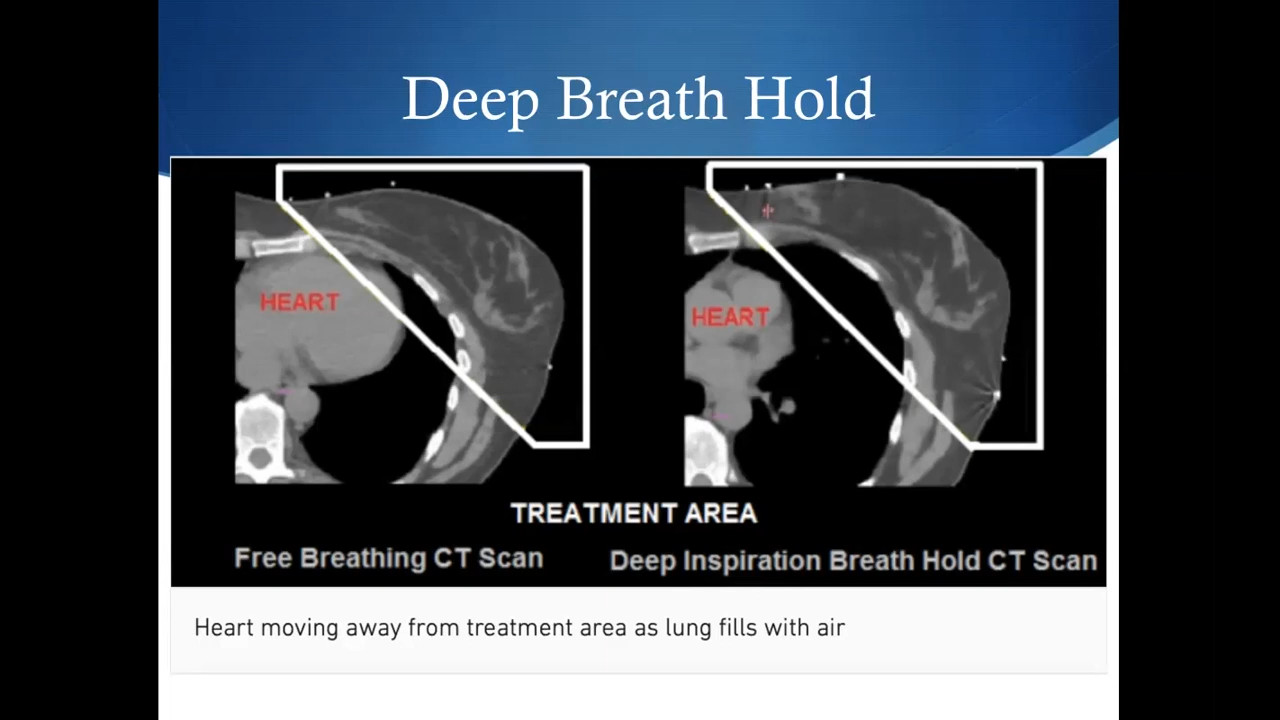 Deep Breath Hold
HEART
HEART
TREATMENT AREA
Free Breathing CT Scan
Deep Inspiration Breath Hold CT Scan
Heart moving away from treatment area as lung fills with air